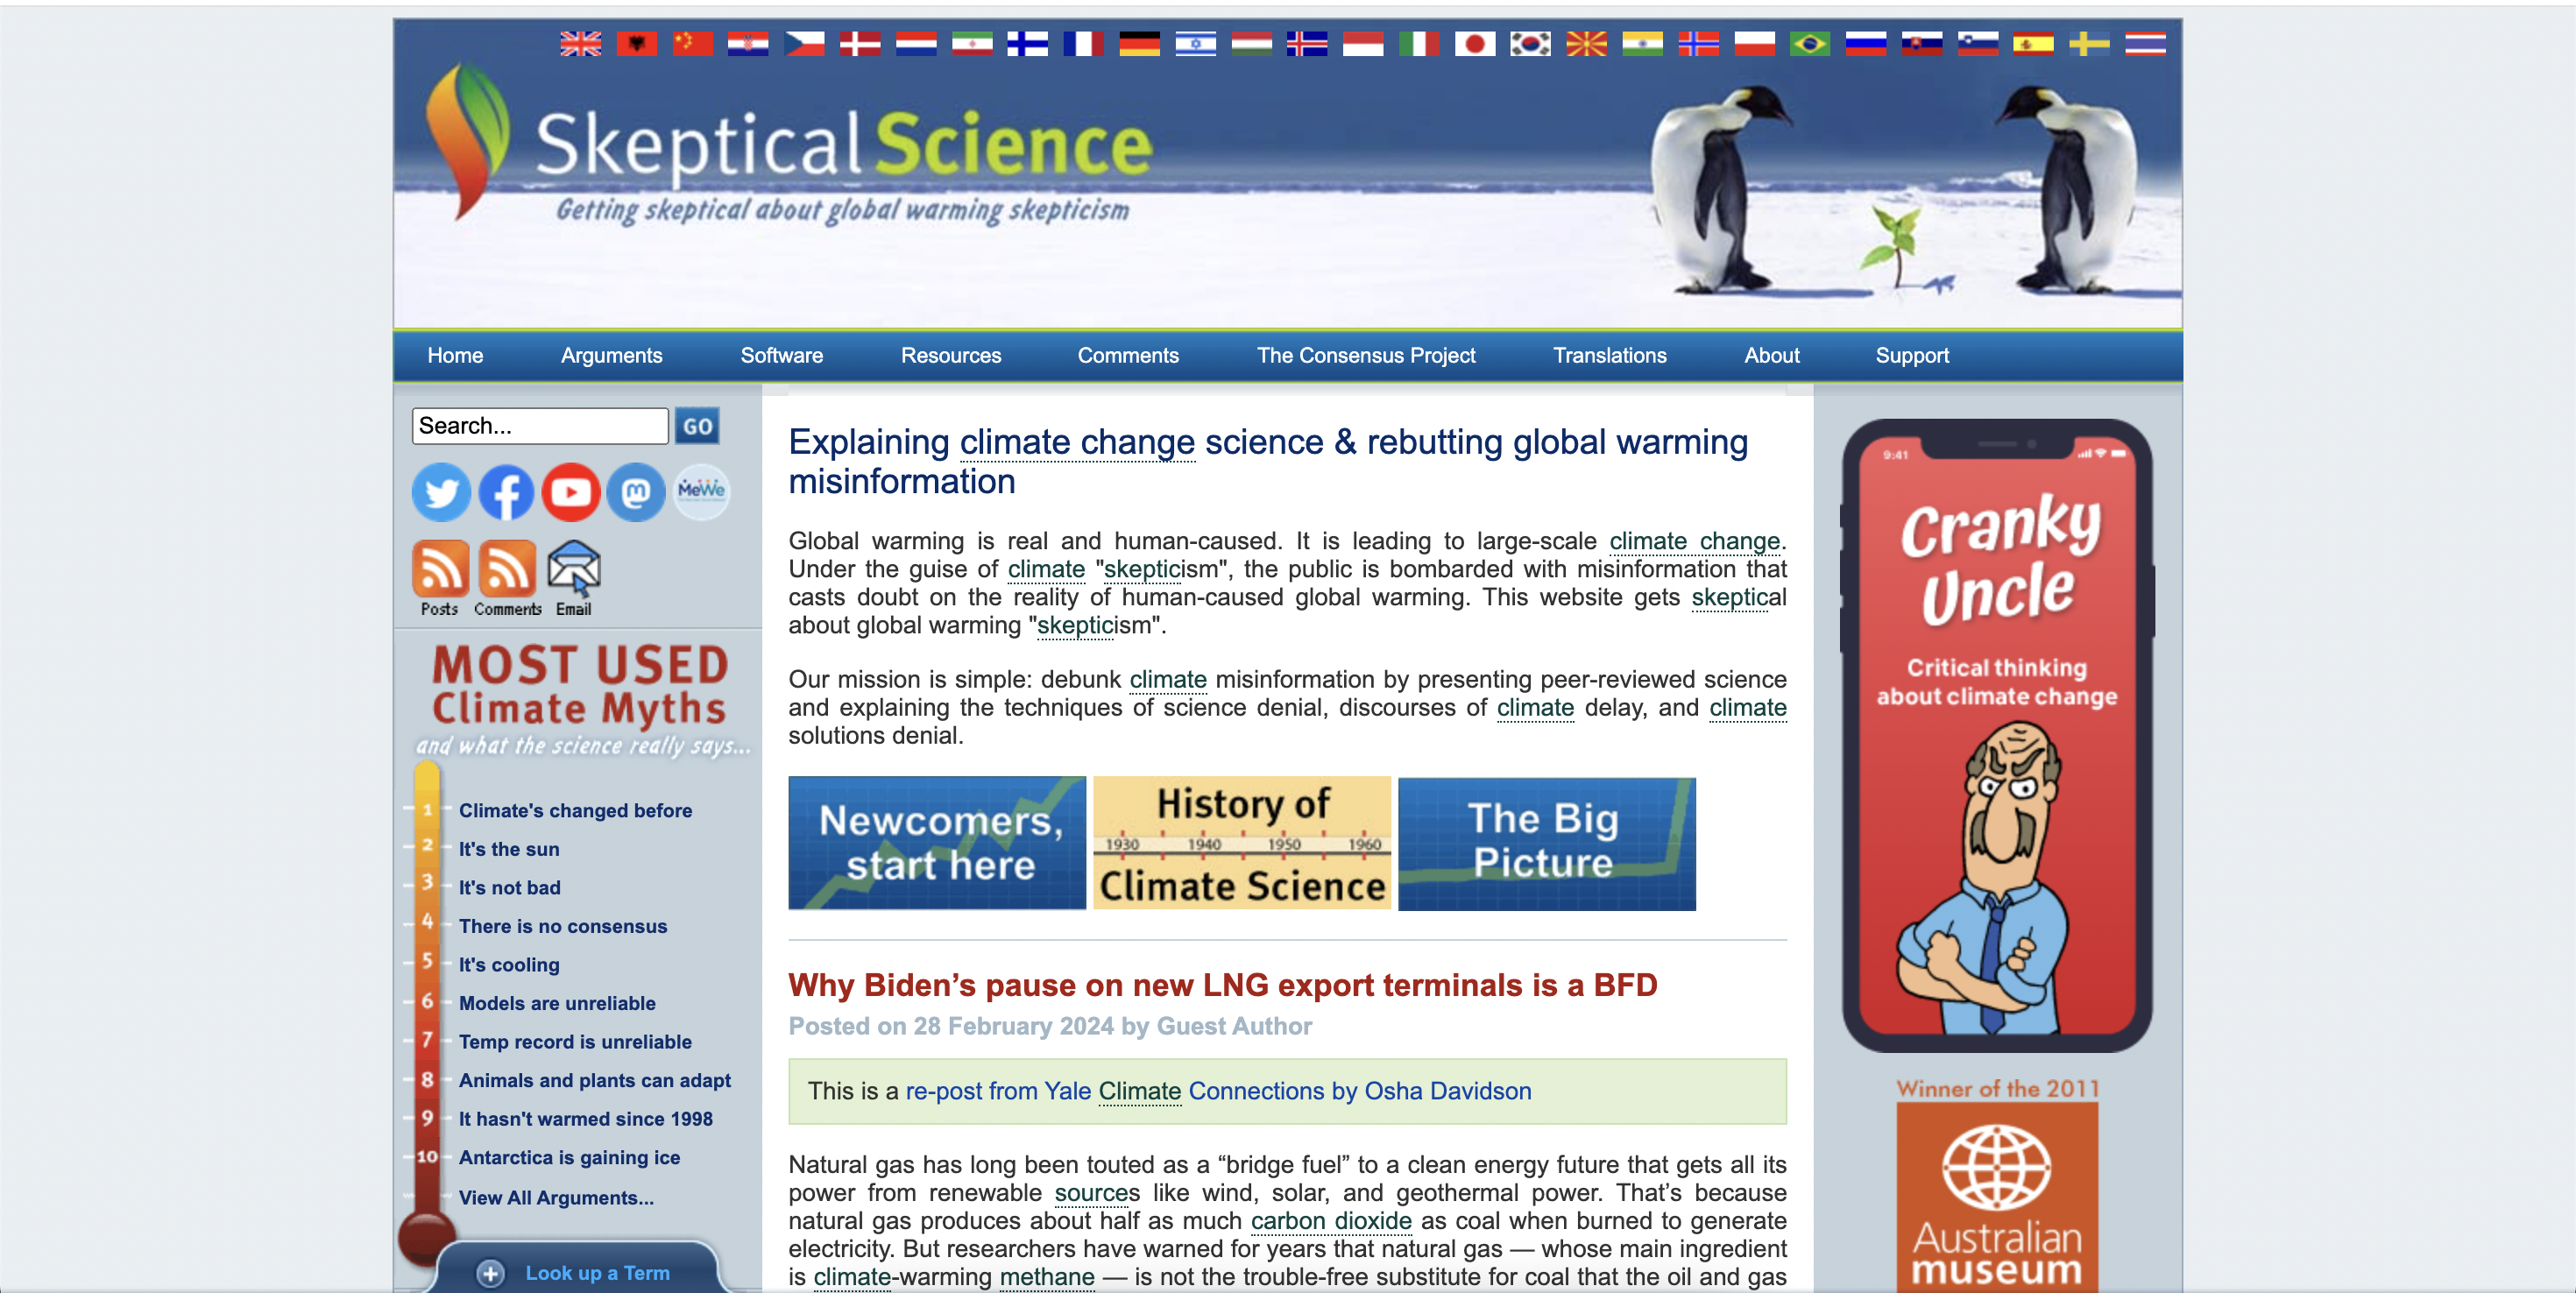 Skeptical Science
Getting skeptical about global warming skepticism
Home Arguments Software Resources Comments The Consensus Project Translations About Support
Search... GO
MeWe
Posts Comments Email
MOST USED
Climate Myths
and what the science really says...
1 Climate's changed before
2 It's the sun
3 It's not bad
4 There is no consensus
5 It's cooling
6 Models are unreliable
7 Temp record is unreliable
8 Animals and plants can adapt
9 It hasn't warmed since 1998
10 Antarctica is gaining ice
View All Arguments...
Look up a Term
Explaining climate change science & rebutting global warming
misinformation
Global warming is real and human-caused. It is leading to large-scale climate change.
Under the guise of climate "skepticism", the public is bombarded with misinformation that
casts doubt on the reality of human-caused global warming. This website gets skeptical
about global warming "skepticism".
Our mission is simple: debunk climate misinformation by presenting peer-reviewed science
and explaining the techniques of science denial, discourses of climate delay, and climate
solutions denial.
Newcomers,
start here
History of
1930 1940 1950 1960
Climate Science
The Big
Picture
Why Biden’s pause on new LNG export terminals is a BFD
Posted on 28 February 2024 by Guest Author
This is a re-post from Yale Climate Connections by Osha Davidson
Natural gas has long been touted as a “bridge fuel” to a clean energy future that gets all its
power from renewable sources like wind, solar, and geothermal power. That’s because
natural gas produces about half as much carbon dioxide as coal when burned to generate
electricity. But researchers have warned for years that natural gas — whose main ingredient
is climate-warming methane — is not the trouble-free substitute for coal that the oil and gas
9:41
Cranky
Uncle
Critical thinking
about climate change
Winner of the 2011
Australian
museum